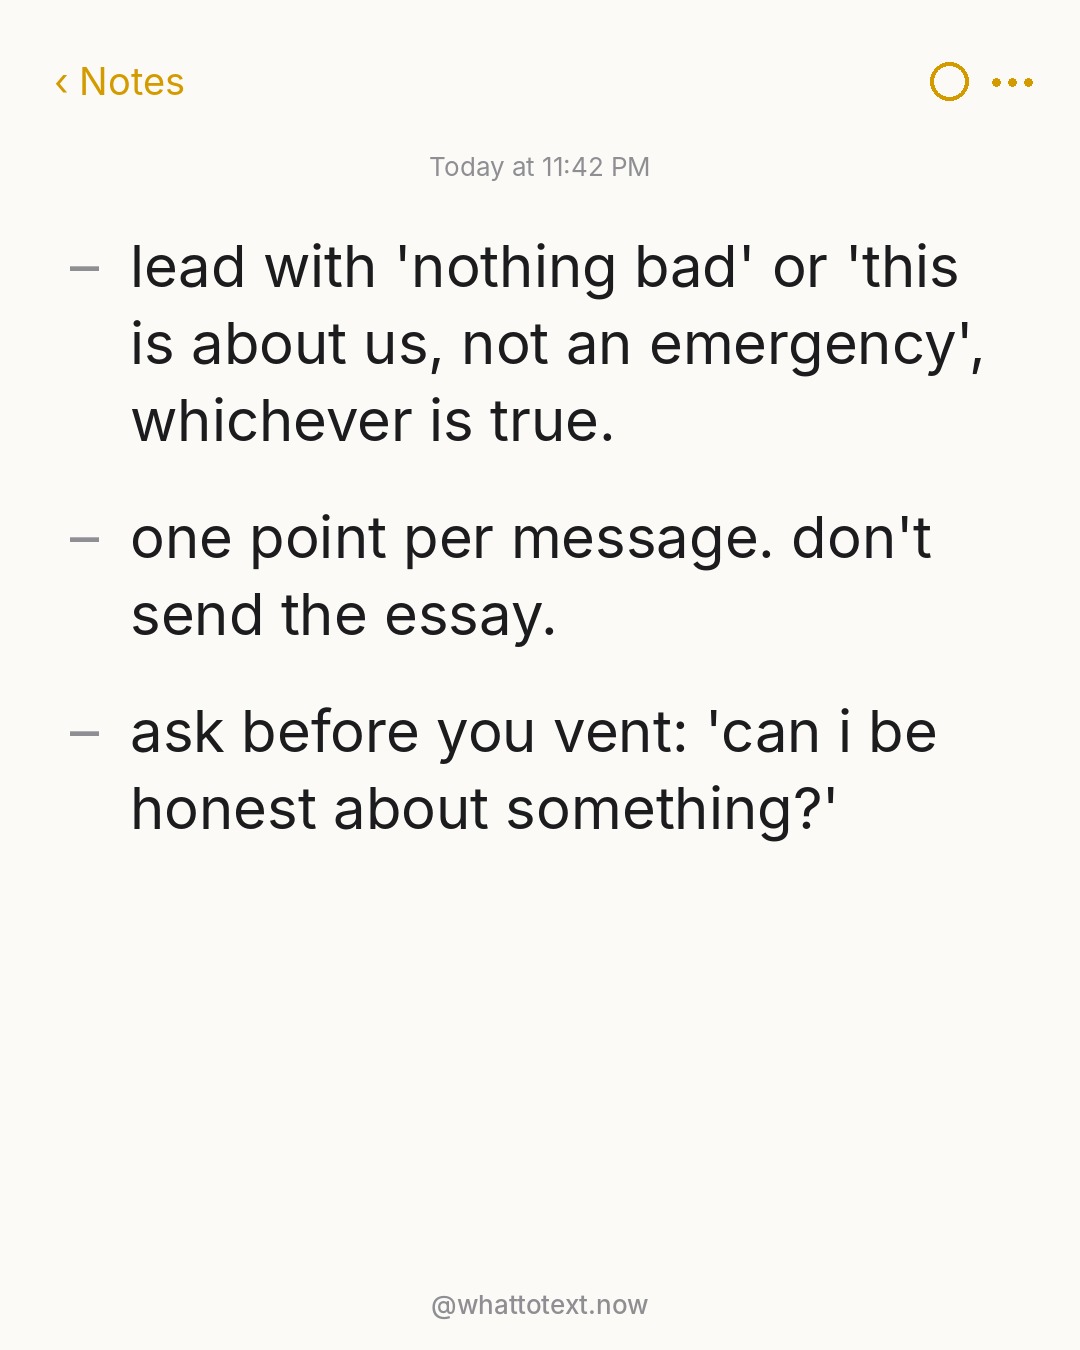 ‹ Notes
Today at 11:42 PM
– lead with 'nothing bad' or 'this
is about us, not an emergency',
whichever is true.
– one point per message. don't
send the essay.
– ask before you vent: 'can i be
honest about something?'
@whattotext.now